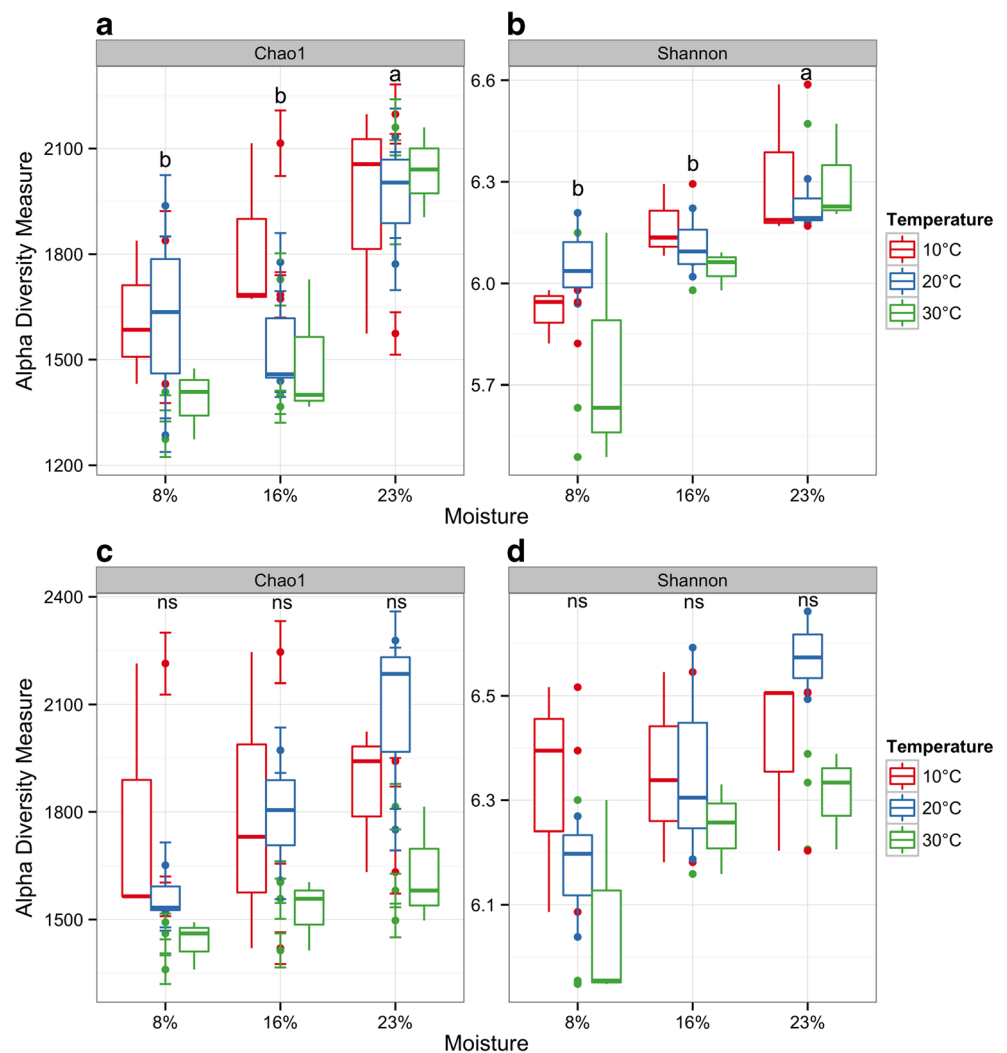 a
b
Chao1
Shannon
Alpha Diversity Measure
2100
1800
1500
1200
b
b
a
8%
16%
23%
6.6
6.3
6.0
5.7
b
b
a
8%
16%
23%
Moisture
Temperature
10°C
20°C
30°C
c
d
Chao1
Shannon
Alpha Diversity Measure
2400
2100
1800
1500
ns
ns
ns
8%
16%
23%
6.5
6.3
6.1
ns
ns
ns
8%
16%
23%
Moisture
Temperature
10°C
20°C
30°C